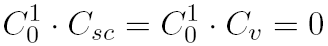 $C_0^1 \cdot C_{sc} = C_0^1 \cdot C_v = 0$